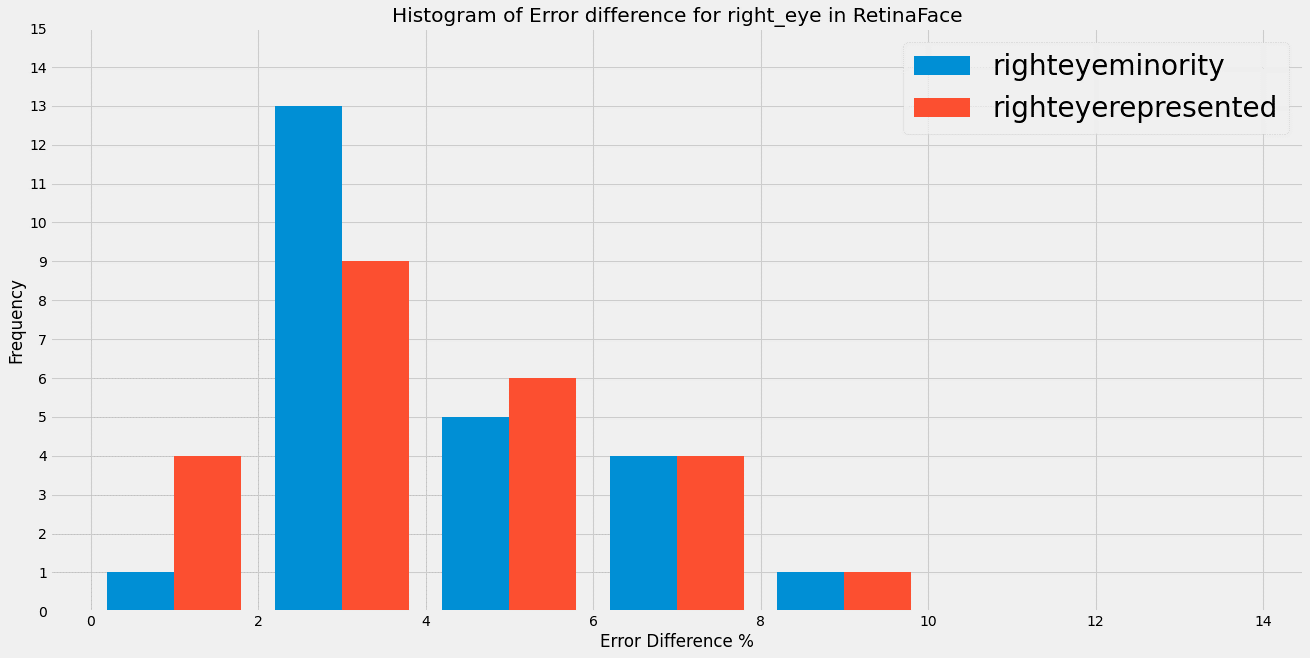 Histogram of Error difference for right_eye in RetinaFace
righteyeminority
righteyerepresented
Frequency
15
14
13
12
11
10
9
8
7
6
5
4
3
2
1
0
0 2 4 6 8 10 12 14
Error Difference %